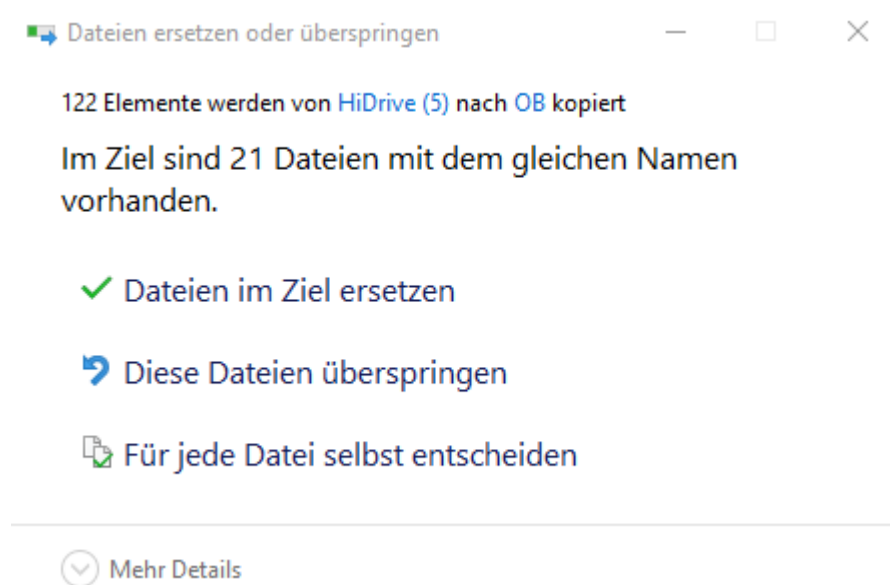 Dateien ersetzen oder überspringen
122 Elemente werden von HiDrive (5) nach OB kopiert
Im Ziel sind 21 Dateien mit dem gleichen Namen
vorhanden.
Dateien im Ziel ersetzen
Diese Dateien überspringen
Für jede Datei selbst entscheiden
Mehr Details